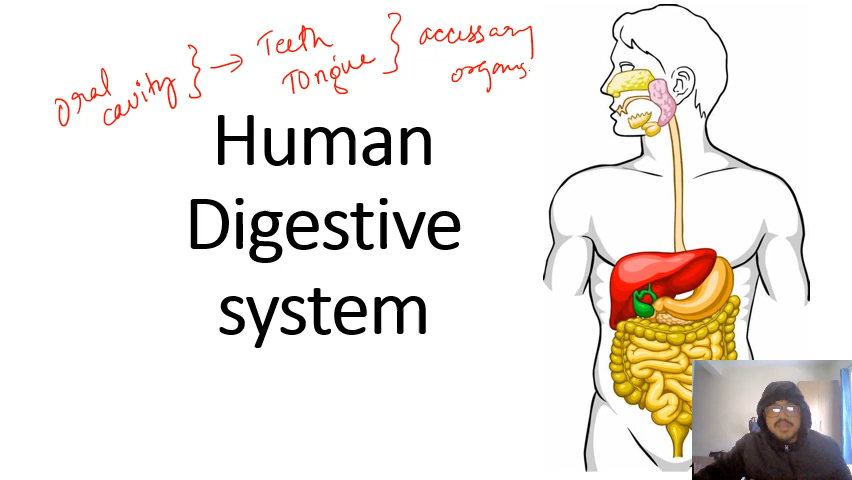 oral cavity } → Teeth Tongue } accessary organs.
Human
Digestive
system